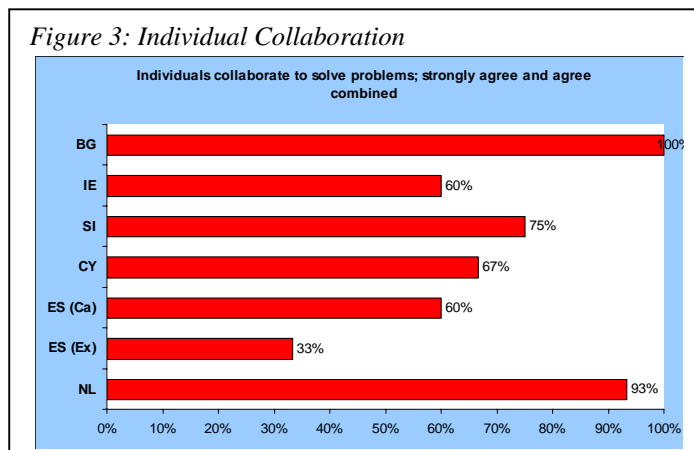 Figure 3: Individual Collaboration
Individuals collaborate to solve problems; strongly agree and agree
combined
BG 100%
IE 60%
SI 75%
CY 67%
ES (Ca) 60%
ES (Ex) 33%
NL 93%
0% 10% 20% 30% 40% 50% 60% 70% 80% 90% 100%